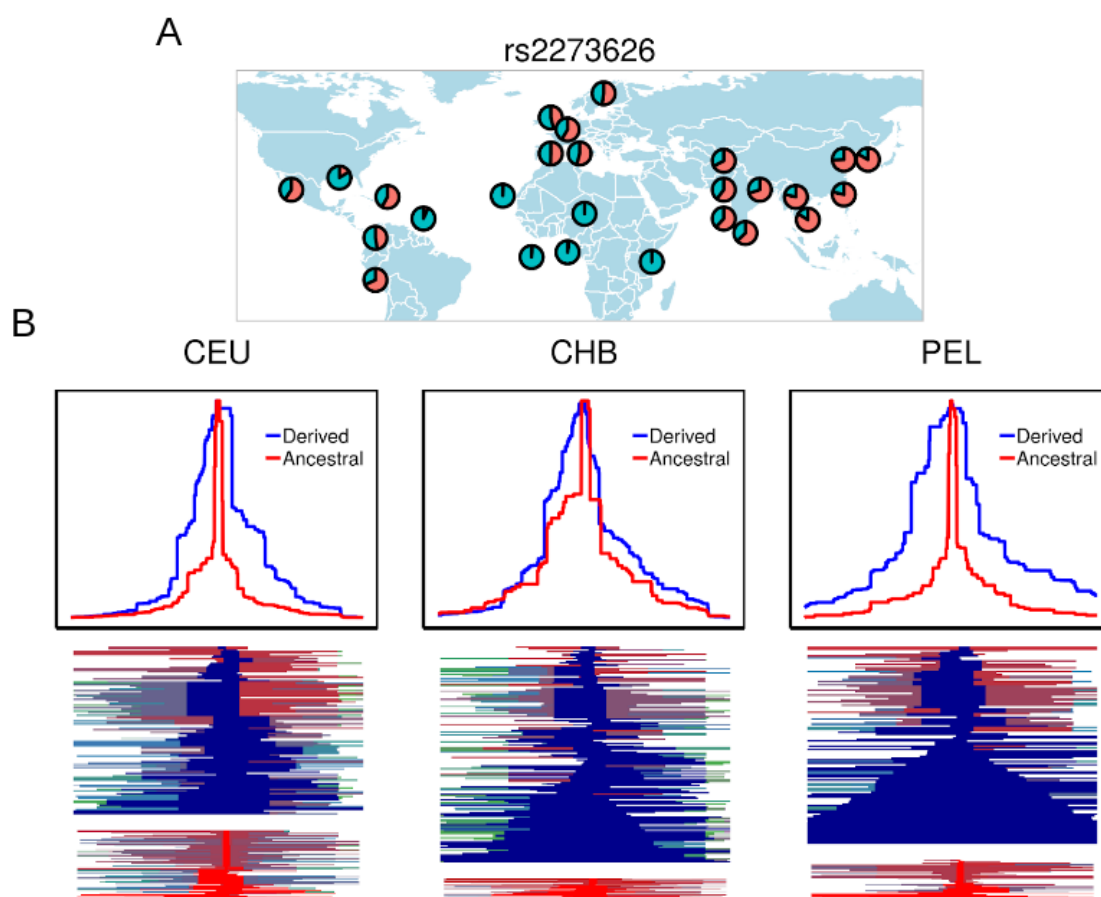 A
rs2273626
B
CEU CHB PEL
Derived Derived Derived
Ancestral Ancestral Ancestral